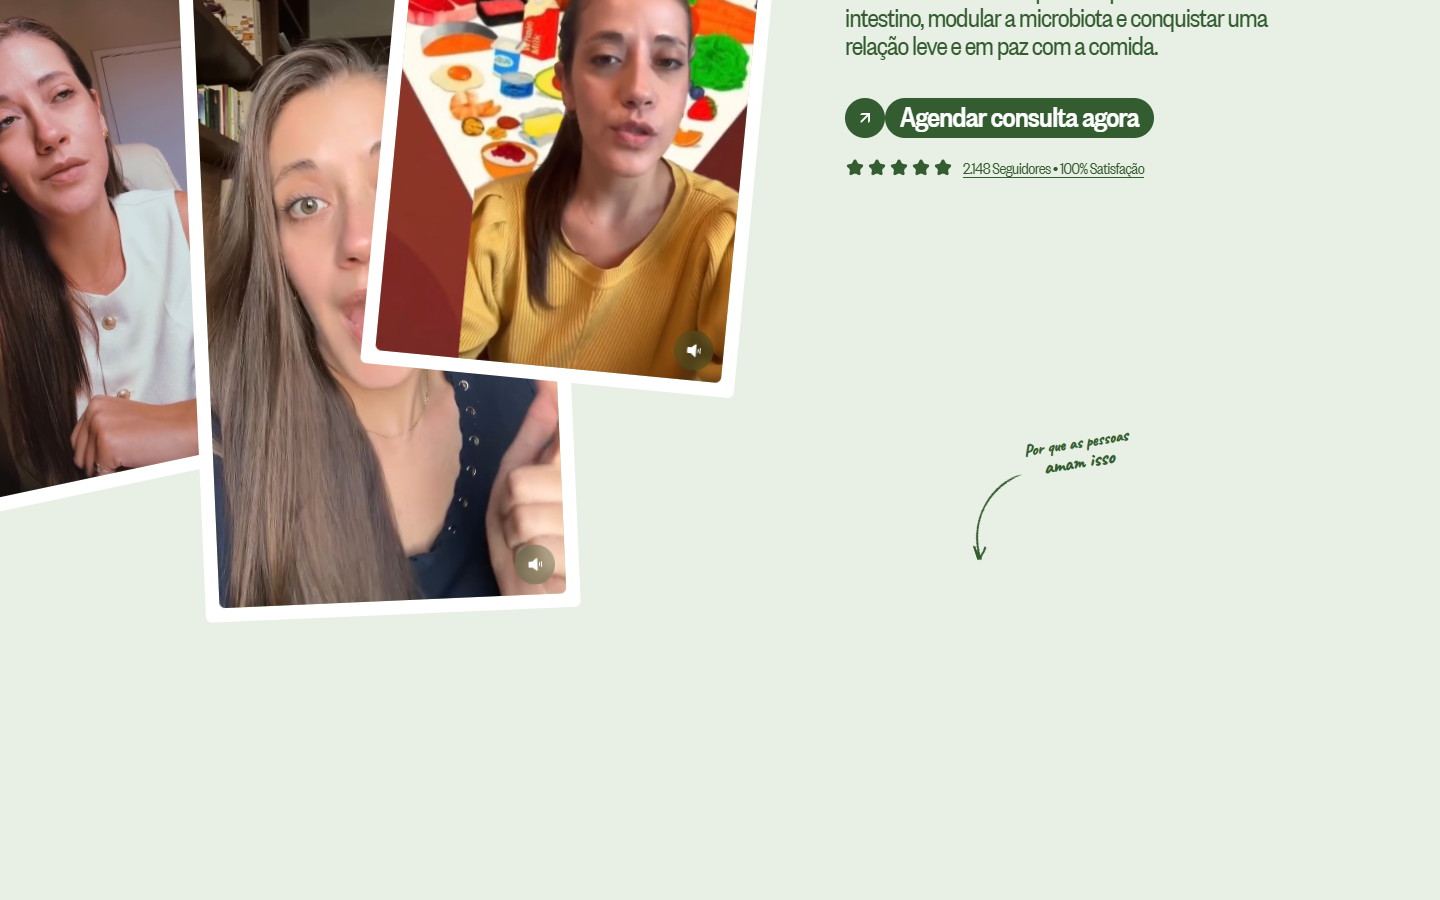 intestino, modular a microbiota e conquistar uma
relação leve e em paz com a comida.
Agendar consulta agora
2.148 Seguidores • 100% Satisfação
Por que as pessoas
amam isso